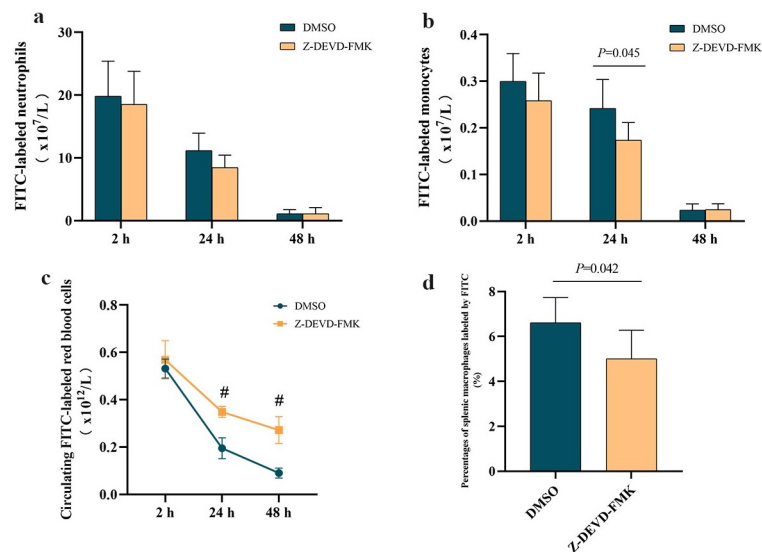 a
DMSO
Z-DEVD-FMK
FITC-labeled neutrophils
( x10⁷/L )
30
20
10
0
2 h
24 h
48 h
b
DMSO
Z-DEVD-FMK
P=0.045
FITC-labeled monocytes
( x10⁷/L )
0.4
0.3
0.2
0.1
0.0
2 h
24 h
48 h
c
DMSO
Z-DEVD-FMK
Circulating FITC-labeled red blood cells
( x10¹²/L )
0.8
0.6
0.4
0.2
0.0
#
#
2 h
24 h
48 h
d
P=0.042
Percentages of splenic macrophages labeled by FITC
(%)
8
6
4
2
0
DMSO
Z-DEVD-FMK